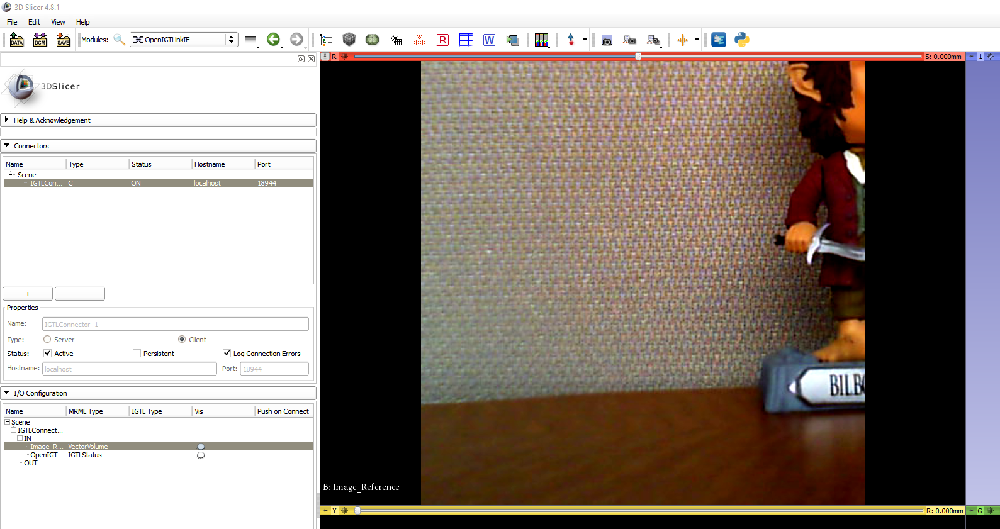 3D Slicer 4.8.1
File Edit View Help
DATA DCM SAVE Modules: OpenIGTLinkIF R W
R S: 0.000mm 1
3DSlicer
Help & Acknowledgement
Connectors
Name Type Status Hostname Port
Scene
IGTLCon... C ON localhost 18944
+ -
Properties
Name: IGTLConnector_1
Type: Server Client
Status: Active Persistent Log Connection Errors
Hostname: localhost Port: 18944
I/O Configuration
Name MRML Type IGTL Type Vis Push on Connect
Scene
IGTLConnect...
IN
Image_R... VectorVolume --
OpenIGT... IGTLStatus --
OUT
BILBO
B: Image_Reference
Y R: 0.000mm G